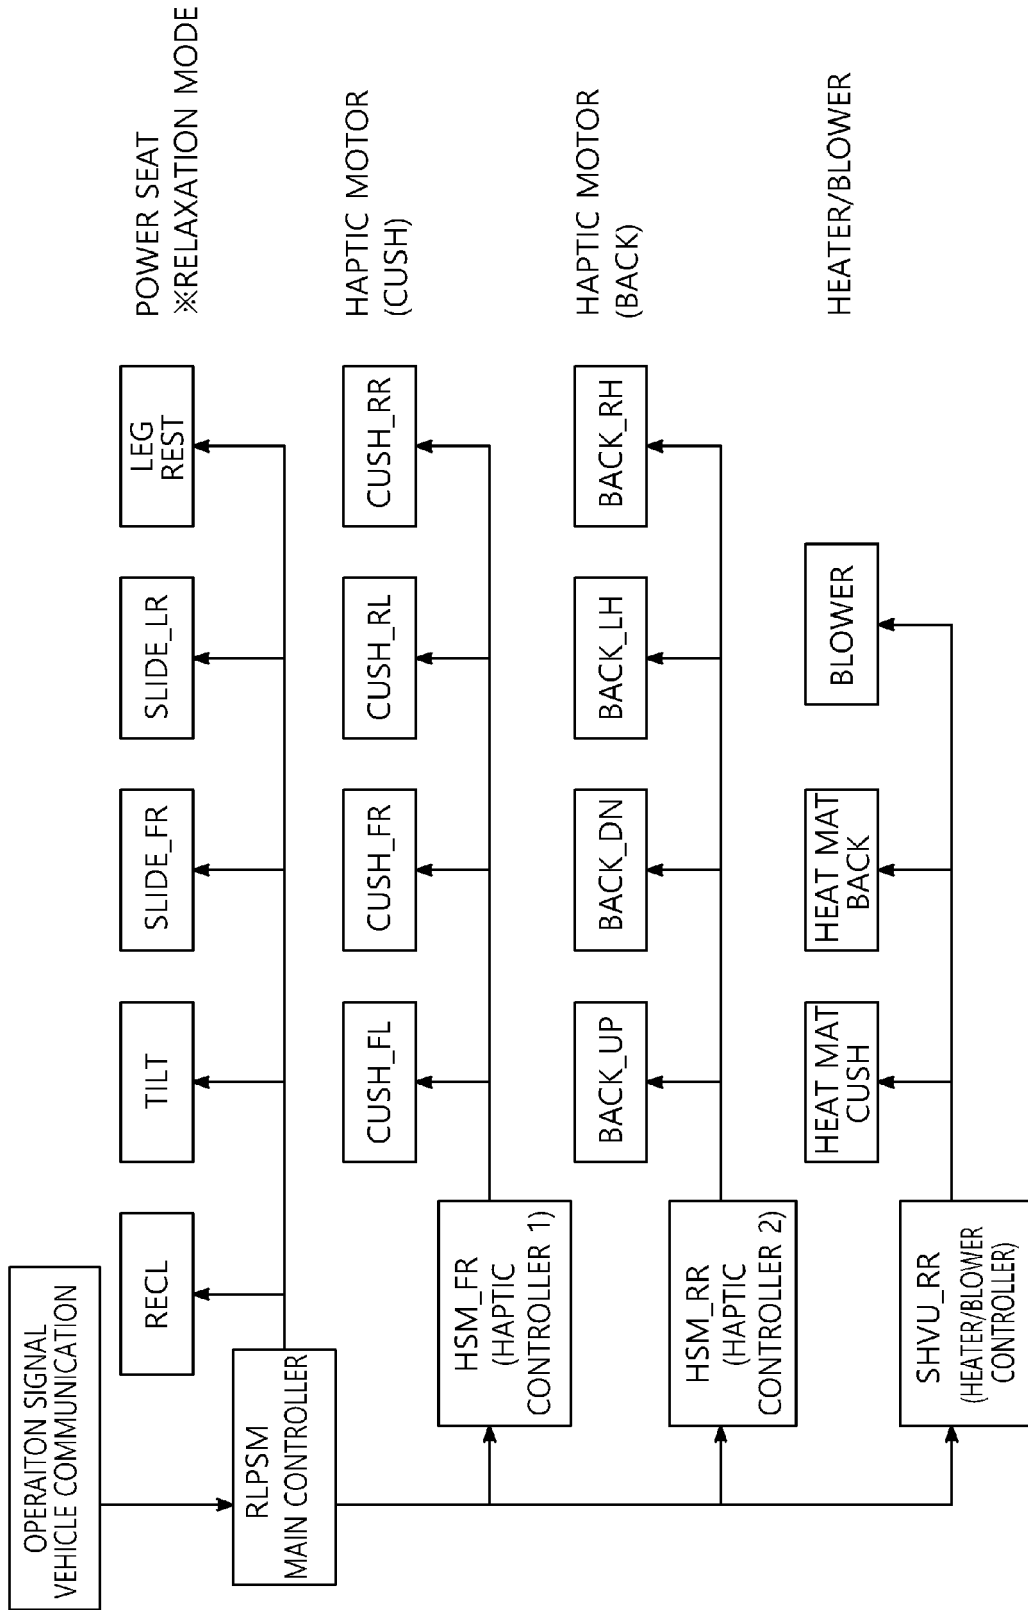 OPERAITON SIGNAL
VEHICLE COMMUNICATION
RLPSM
MAIN CONTROLLER
RECL
TILT
SLIDE_FR
SLIDE_LR
LEG
REST
POWER SEAT
※RELAXATION MODE
HSM_FR
(HAPTIC
CONTROLLER 1)
CUSH_FL
CUSH_FR
CUSH_RL
CUSH_RR
HAPTIC MOTOR
(CUSH)
HSM_RR
(HAPTIC
CONTROLLER 2)
BACK_UP
BACK_DN
BACK_LH
BACK_RH
HAPTIC MOTOR
(BACK)
SHVU_RR
(HEATER/BLOWER
CONTROLLER)
HEAT MAT
CUSH
HEAT MAT
BACK
BLOWER
HEATER/BLOWER